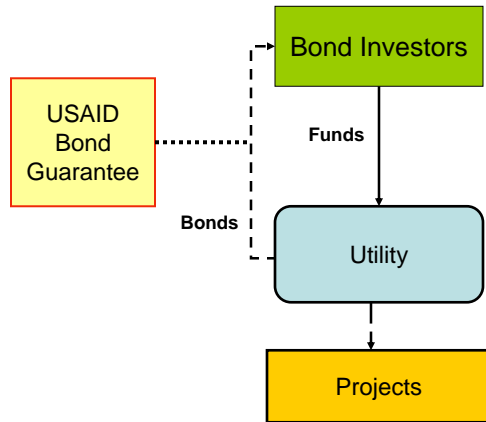 Bond Investors
USAID
Bond
Guarantee
Funds
Bonds
Utility
Projects